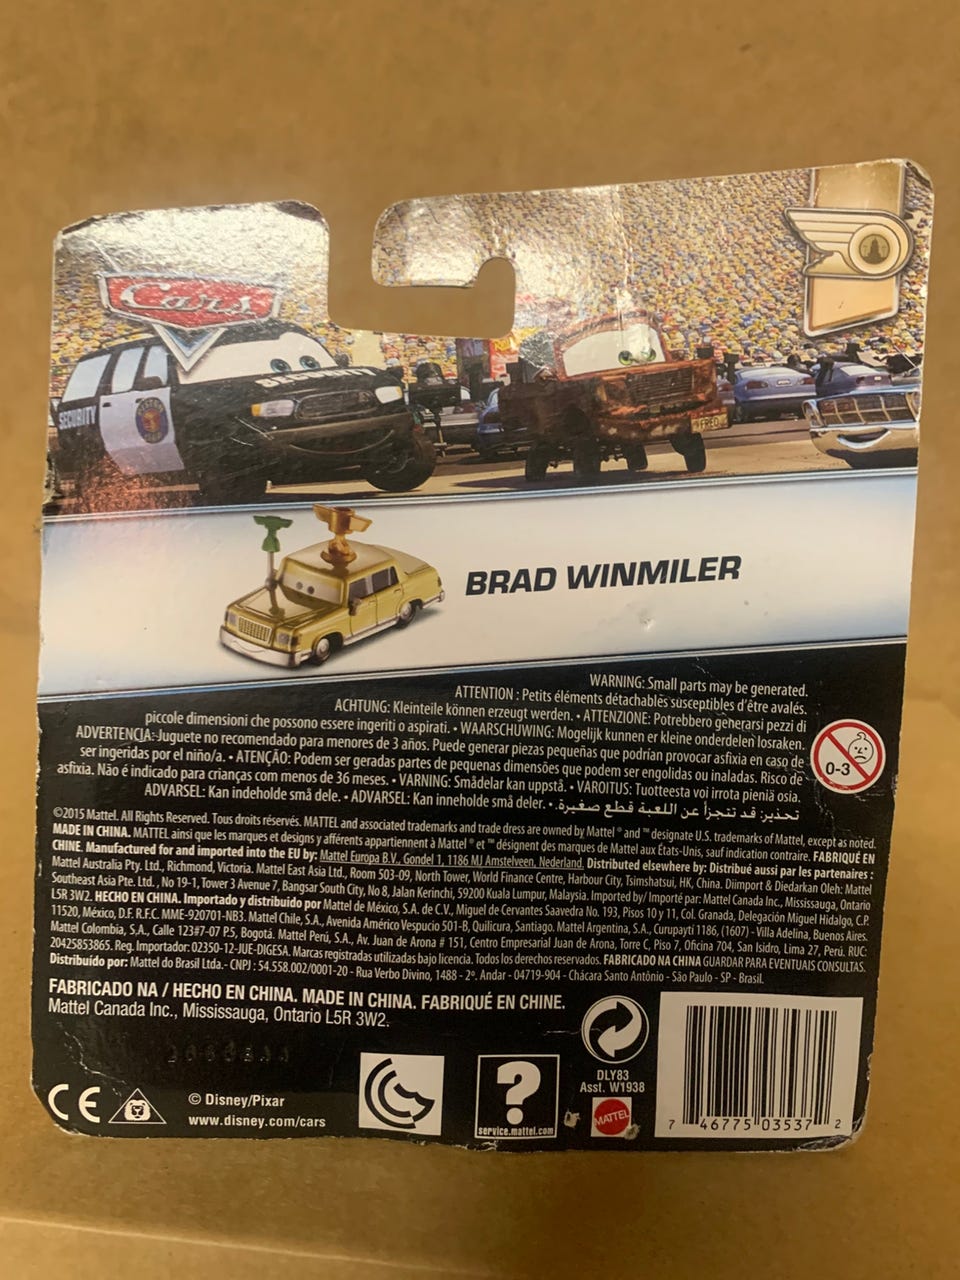 Cars
SECURITY
SECURITY
FRED
BRAD WINMILER
WARNING: Small parts may be generated.
ATTENTION : Petits éléments détachables susceptibles d'être avalés.
ACHTUNG: Kleinteile können erzeugt werden. • ATTENZIONE: Potrebbero generarsi pezzi di
piccole dimensioni che possono essere ingeriti o aspirati. • WAARSCHUWING: Mogelijk kunnen er kleine onderdelen losraken.
ADVERTENCIA: Juguete no recomendado para menores de 3 años. Puede generar piezas pequeñas que podrían provocar asfixia en caso de
ser ingeridas por el niño/a. • ATENÇÃO: Podem ser geradas partes de pequenas dimensões que podem ser engolidas ou inaladas. Risco de
asfixia. Não é indicado para crianças com menos de 36 meses. • VARNING: Smådelar kan uppstå. • VAROITUS: Tuotteesta voi irrota pieniä osia.
ADVARSEL: Kan indeholde små dele. • ADVARSEL: Kan inneholde små deler. • تحذير: قد تتجزأ عن اللعبة قطع صغيرة.
0-3
©2015 Mattel. All Rights Reserved. Tous droits réservés. MATTEL and associated trademarks and trade dress are owned by Mattel ® and ™ designate U.S. trademarks of Mattel, except as noted.
MADE IN CHINA. MATTEL ainsi que les marques et designs y afférents appartiennent à Mattel ® et ™ désignent des marques de Mattel aux États-Unis, sauf indication contraire. FABRIQUÉ EN
CHINE. Manufactured for and imported into the EU by: Mattel Europa B.V., Gondel 1, 1186 MJ Amstelveen, Nederland. Distributed elsewhere by: Distribué aussi par les partenaires :
Mattel Australia Pty. Ltd., Richmond, Victoria. Mattel East Asia Ltd., Room 503-09, North Tower, World Finance Centre, Harbour City, Tsimshatsui, HK, China. Diimport & Diedarkan Oleh: Mattel
Southeast Asia Pte. Ltd., No 19-1, Tower 3 Avenue 7, Bangsar South City, No 8, Jalan Kerinchi, 59200 Kuala Lumpur, Malaysia. Imported by/ Importé par: Mattel Canada Inc., Mississauga, Ontario
L5R 3W2. HECHO EN CHINA. Importado y distribuido por Mattel de México, S.A. de C.V., Miguel de Cervantes Saavedra No. 193, Pisos 10 y 11, Col. Granada, Delegación Miguel Hidalgo, C.P.
11520, México, D.F. R.F.C. MME-920701-NB3. Mattel Chile, S.A., Avenida Américo Vespucio 501-B, Quilicura, Santiago. Mattel Argentina, S.A., Curupaytí 1186, (1607) - Villa Adelina, Buenos Aires.
Mattel Colombia, S.A., Calle 123#7-07 P.5, Bogotá. Mattel Perú, S.A., Av. Juan de Arona # 151, Centro Empresarial Juan de Arona, Torre C, Piso 7, Oficina 704, San Isidro, Lima 27, Perú. RUC:
20425853865. Reg. Importador: 02350-12-JUE-DIGESA. Marcas registradas utilizadas bajo licencia. Todos los derechos reservados. FABRICADO NA CHINA GUARDAR PARA EVENTUAIS CONSULTAS.
Distribuído por: Mattel do Brasil Ltda.- CNPJ : 54.558.002/0001-20 - Rua Verbo Divino, 1488 - 2º. Andar - 04719-904 - Chácara Santo Antônio - São Paulo - SP - Brasil.
FABRICADO NA / HECHO EN CHINA. MADE IN CHINA. FABRIQUÉ EN CHINE.
Mattel Canada Inc., Mississauga, Ontario L5R 3W2.
CE
© Disney/Pixar
www.disney.com/cars
?
service.mattel.com
DLY83
Asst. W1938
MATTEL
7 46775 03537 2